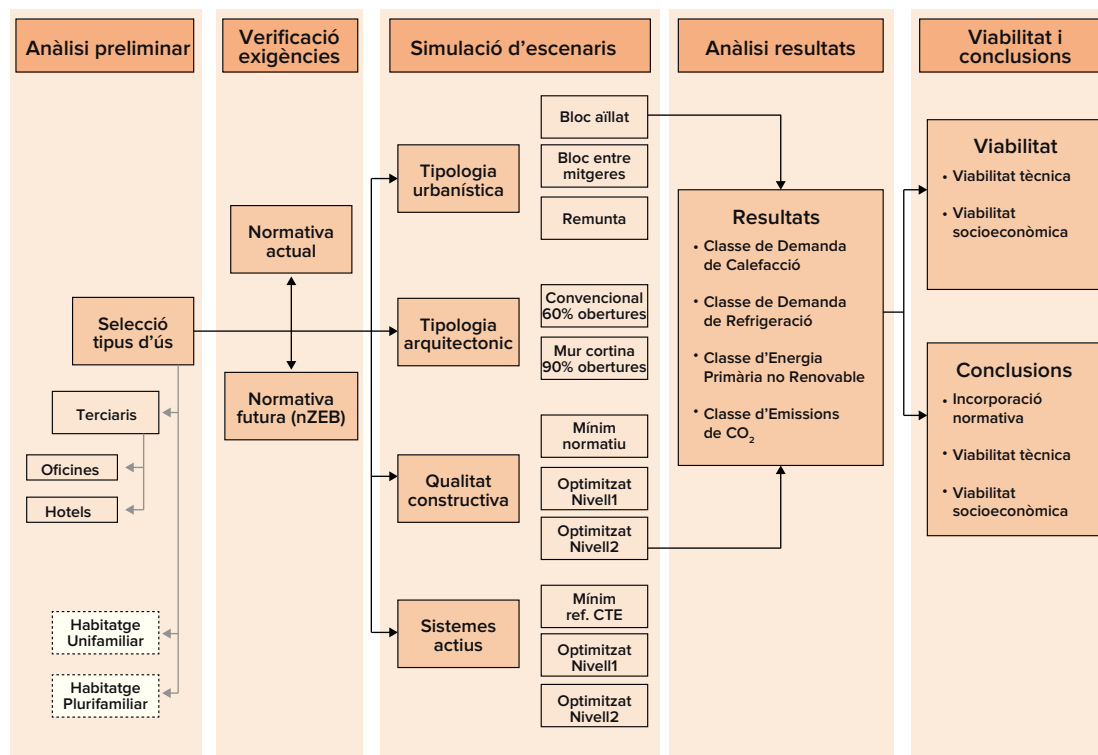 Anàlisi preliminar
Selecció
tipus d'ús
Terciaris
Oficines
Hotels
Habitatge
Unifamiliar
Habitatge
Plurifamiliar
Verificació
exigències
Normativa
actual
Normativa
futura (nZEB)
Simulació d'escenaris
Tipologia
urbanística
Bloc aïllat
Bloc entre
mitgeres
Remunta
Tipologia
arquitectonic
Convencional
60% obertures
Mur cortina
90% obertures
Qualitat
constructiva
Mínim
normatiu
Optimitzat
Nivell1
Optimitzat
Nivell2
Sistemes
actius
Mínim
ref. CTE
Optimitzat
Nivell1
Optimitzat
Nivell2
Anàlisi resultats
Resultats
• Classe de Demanda
de Calefacció
• Classe de Demanda
de Refrigeració
• Classe d'Energia
Primària no Renovable
• Classe d'Emissions
de CO₂
Viabilitat i
conclusions
Viabilitat
• Viabilitat tècnica
• Viabilitat
socioeconòmica
Conclusions
• Incorporació
normativa
• Viabilitat tècnica
• Viabilitat
socioeconòmica